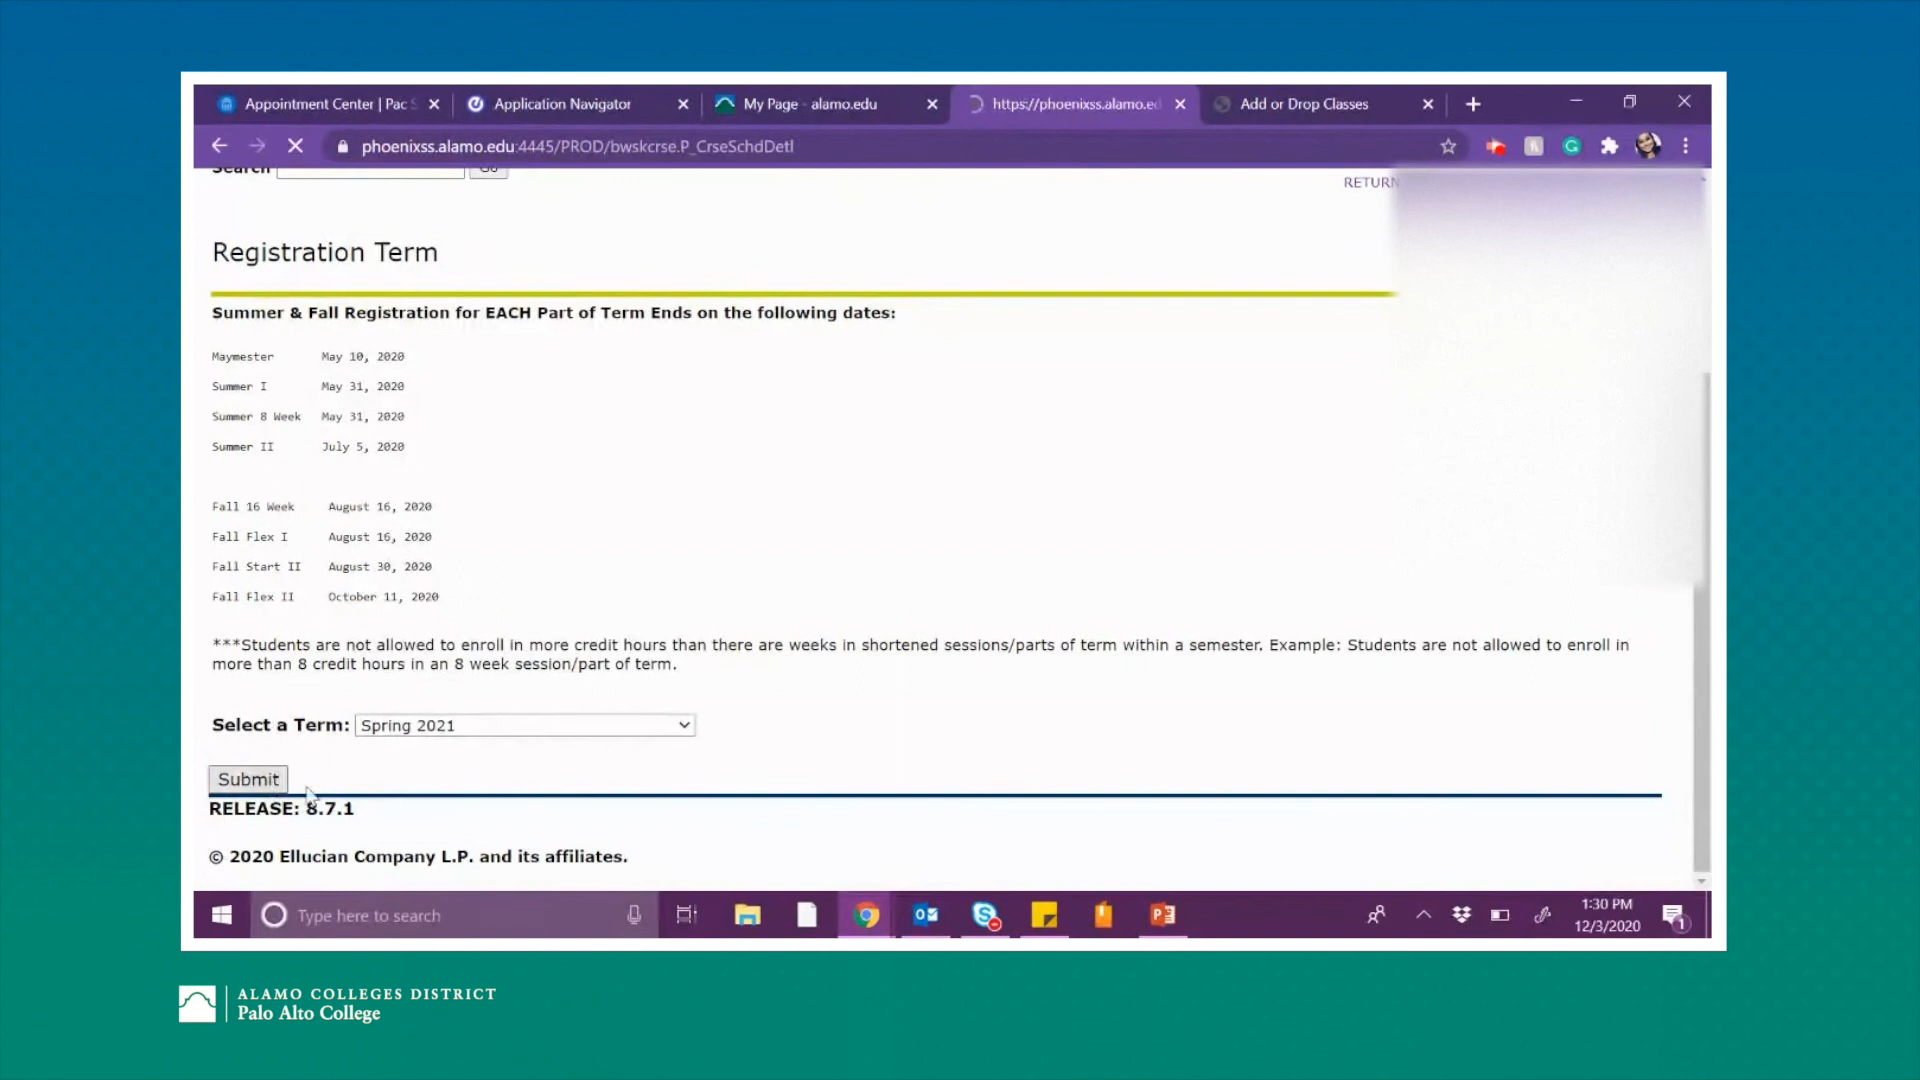 Appointment Center | Pac S
Application Navigator
My Page - alamo.edu
https://phoenixss.alamo.ed
Add or Drop Classes
phoenixss.alamo.edu:4445/PROD/bwskcrse.P_CrseSchdDetl
Search Go
RETURN
Registration Term
Summer & Fall Registration for EACH Part of Term Ends on the following dates:
Maymester May 10, 2020
Summer I May 31, 2020
Summer 8 Week May 31, 2020
Summer II July 5, 2020
Fall 16 Week August 16, 2020
Fall Flex I August 16, 2020
Fall Start II August 30, 2020
Fall Flex II October 11, 2020
***Students are not allowed to enroll in more credit hours than there are weeks in shortened sessions/parts of term within a semester. Example: Students are not allowed to enroll in
more than 8 credit hours in an 8 week session/part of term.
Select a Term: Spring 2021
Submit
RELEASE: 8.7.1
© 2020 Ellucian Company L.P. and its affiliates.
Type here to search
1:30 PM
12/3/2020
1
ALAMO COLLEGES DISTRICT
Palo Alto College